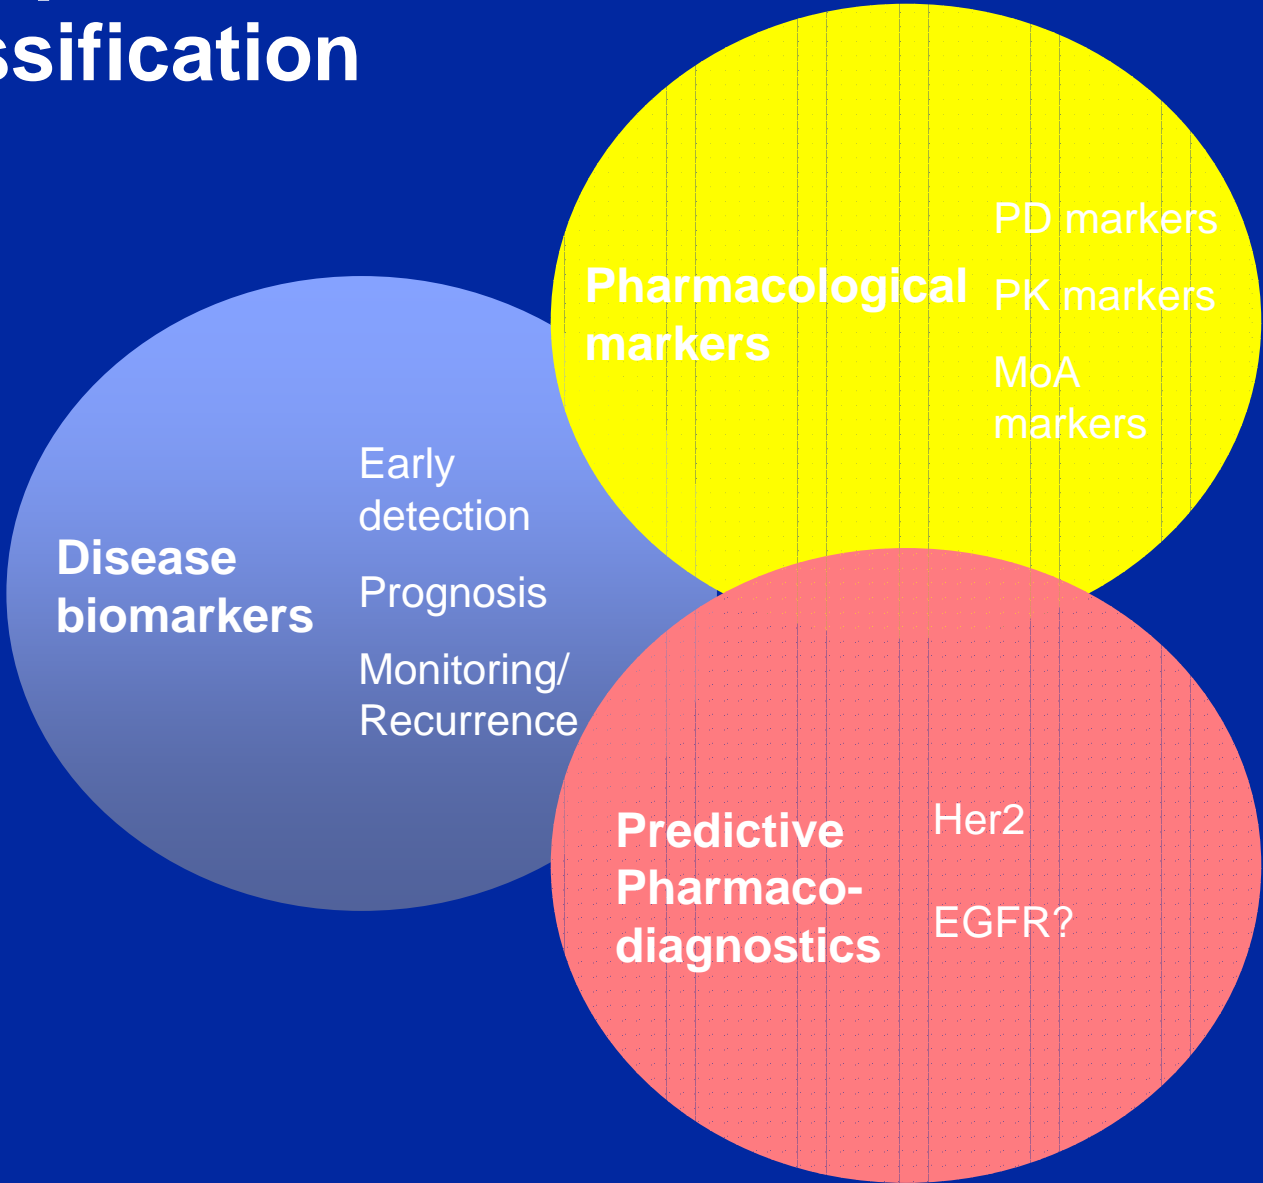 ssification
PD markers
Pharmacological
markers
PK markers
MoA
markers
Disease
biomarkers
Early
detection
Prognosis
Monitoring/
Recurrence
Predictive
Pharmaco-
diagnostics
Her2
EGFR?